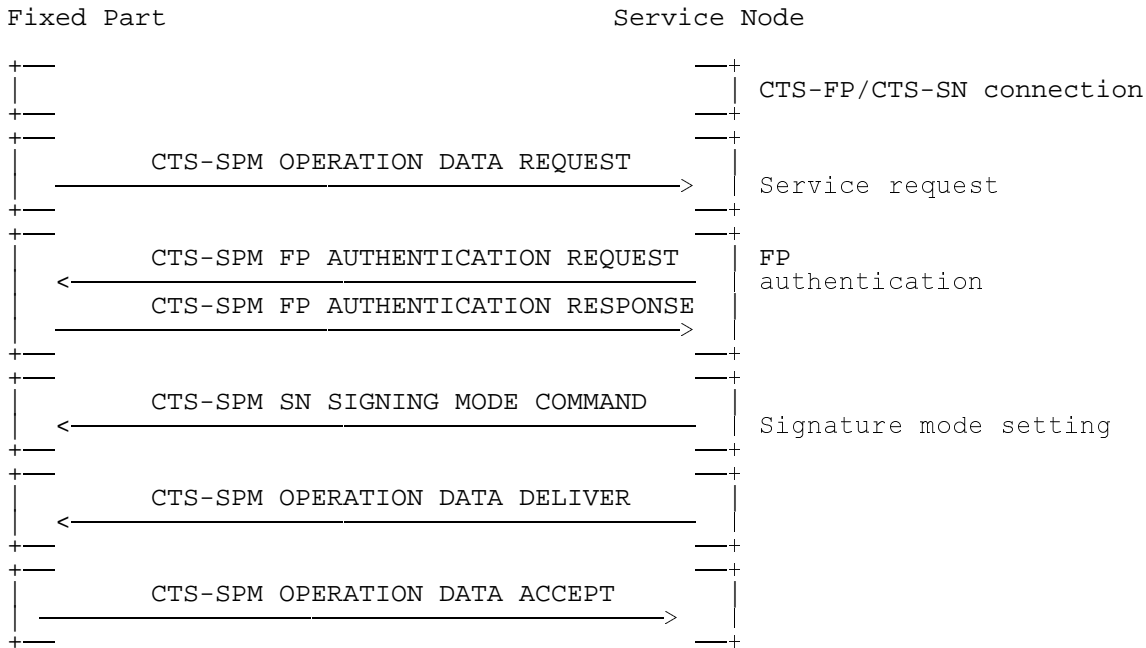 Fixed Part Service Node
CTS-FP/CTS-SN connection
CTS-SPM OPERATION DATA REQUEST
Service request
CTS-SPM FP AUTHENTICATION REQUEST FP
authentication
CTS-SPM FP AUTHENTICATION RESPONSE
CTS-SPM SN SIGNING MODE COMMAND
Signature mode setting
CTS-SPM OPERATION DATA DELIVER
CTS-SPM OPERATION DATA ACCEPT